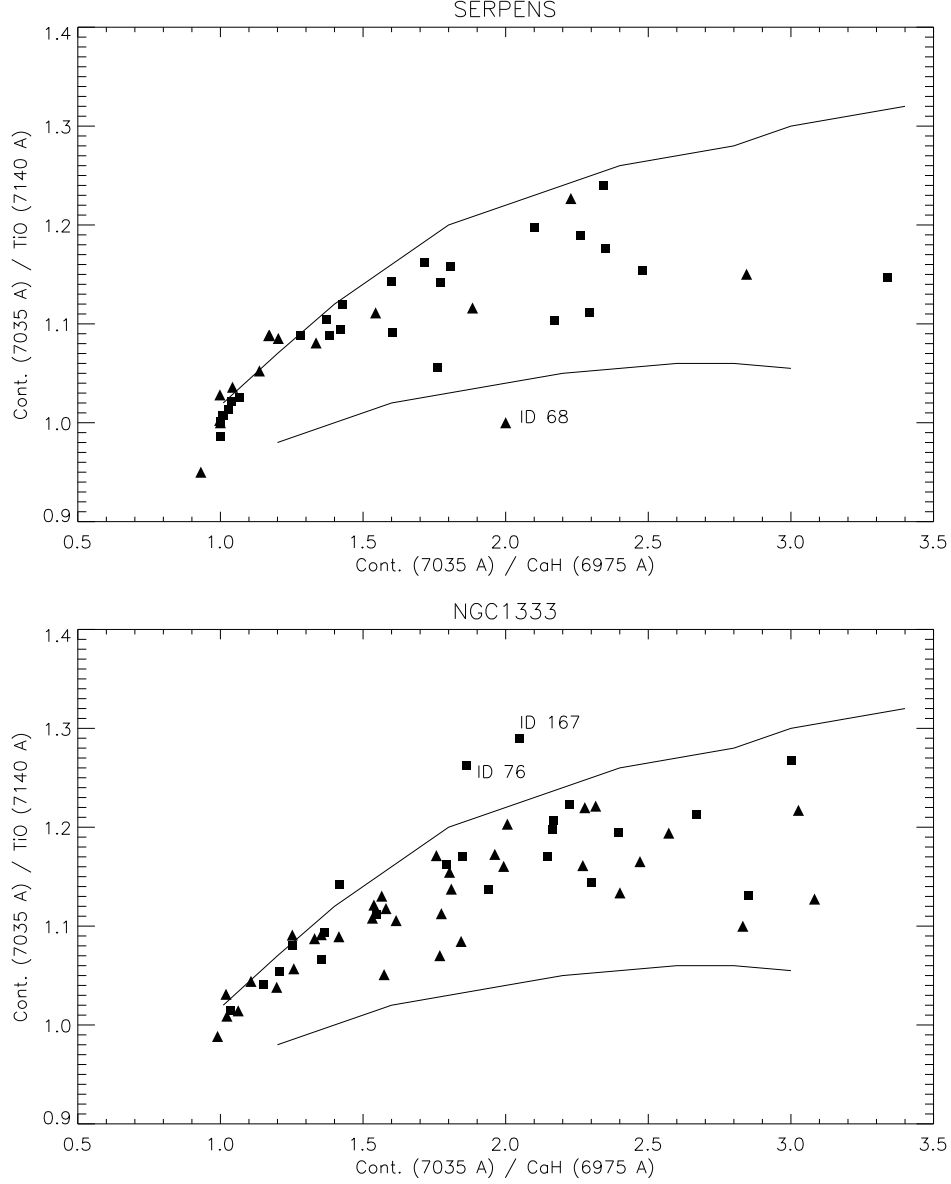 SERPENS
1.4
1.3
1.2
1.1
1.0
0.9
Cont. (7035 A) / TiO (7140 A)
ID 68
0.5 1.0 1.5 2.0 2.5 3.0 3.5
Cont. (7035 A) / CaH (6975 A)
NGC1333
1.4
1.3
1.2
1.1
1.0
0.9
Cont. (7035 A) / TiO (7140 A)
ID 167
ID 76
0.5 1.0 1.5 2.0 2.5 3.0 3.5
Cont. (7035 A) / CaH (6975 A)